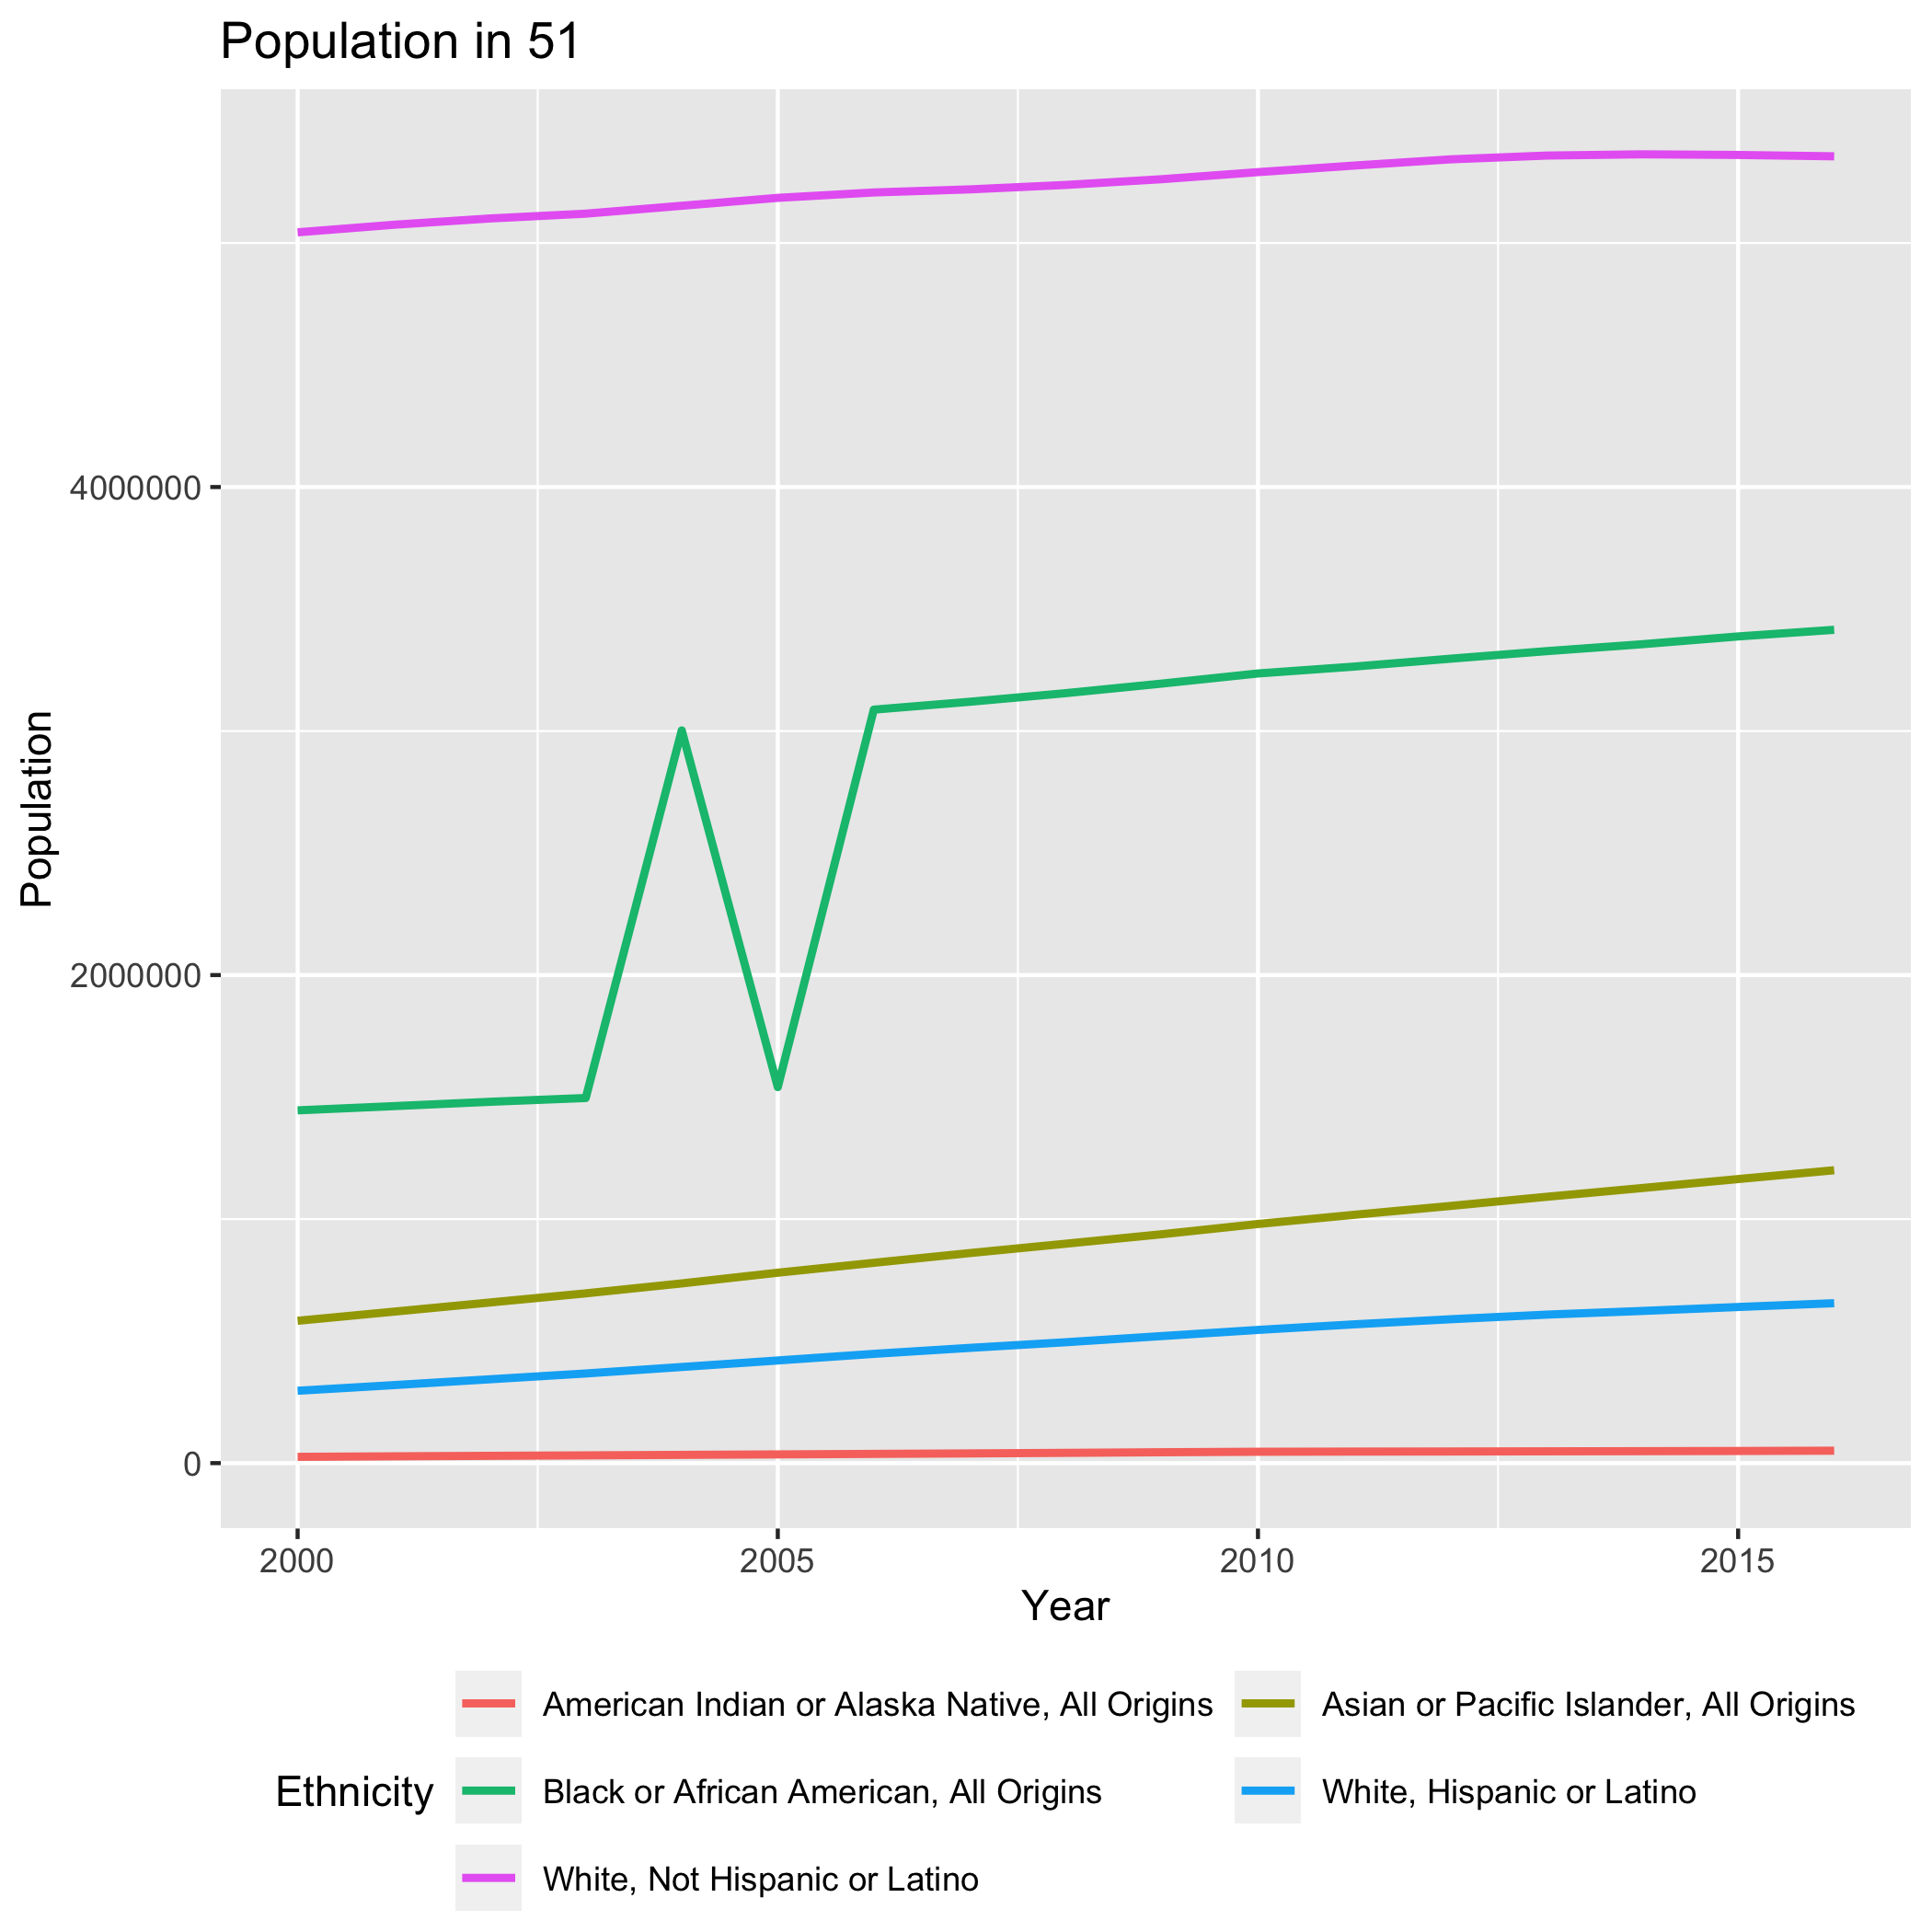 Population in 51
Population
4000000
2000000
0
2000 2005 2010 2015
Year
Ethnicity
American Indian or Alaska Native, All Origins
Asian or Pacific Islander, All Origins
Black or African American, All Origins
White, Hispanic or Latino
White, Not Hispanic or Latino